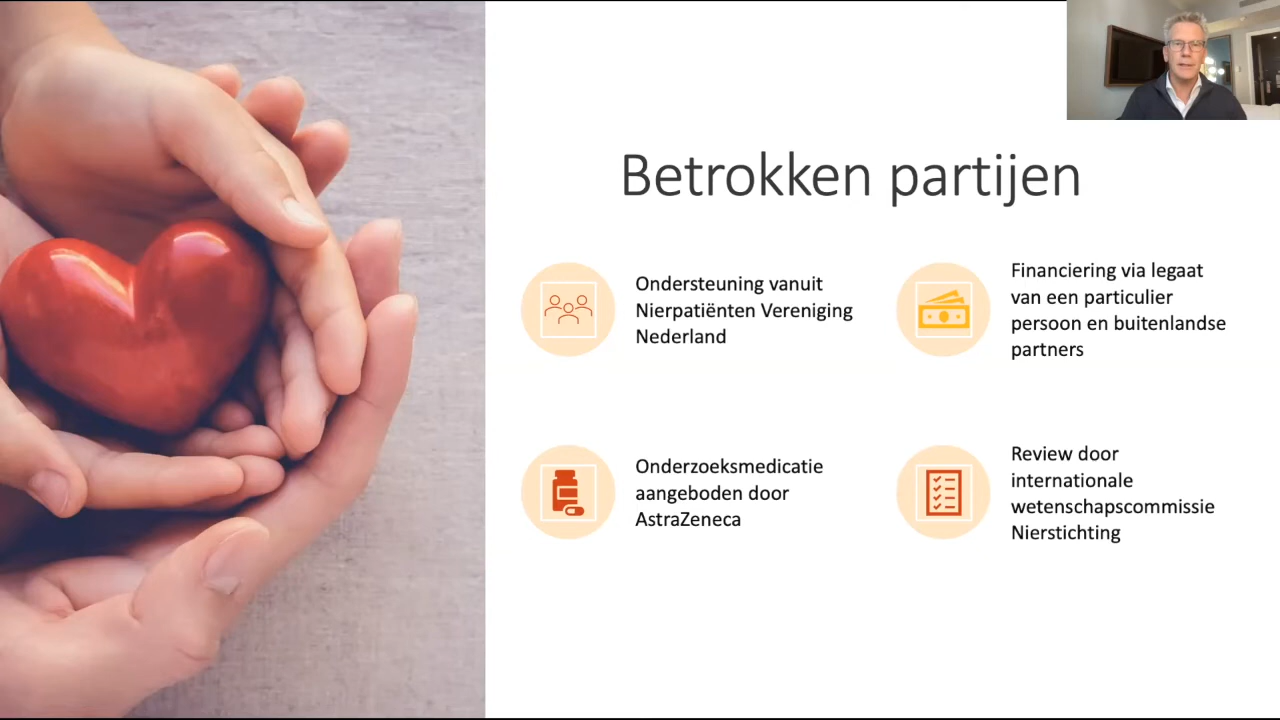 Betrokken partijen
Ondersteuning vanuit
Nierpatiënten Vereniging
Nederland
Financiering via legaat
van een particulier
persoon en buitenlandse
partners
Onderzoeksmedicatie
aangeboden door
AstraZeneca
Review door
internationale
wetenschapscommissie
Nierstichting